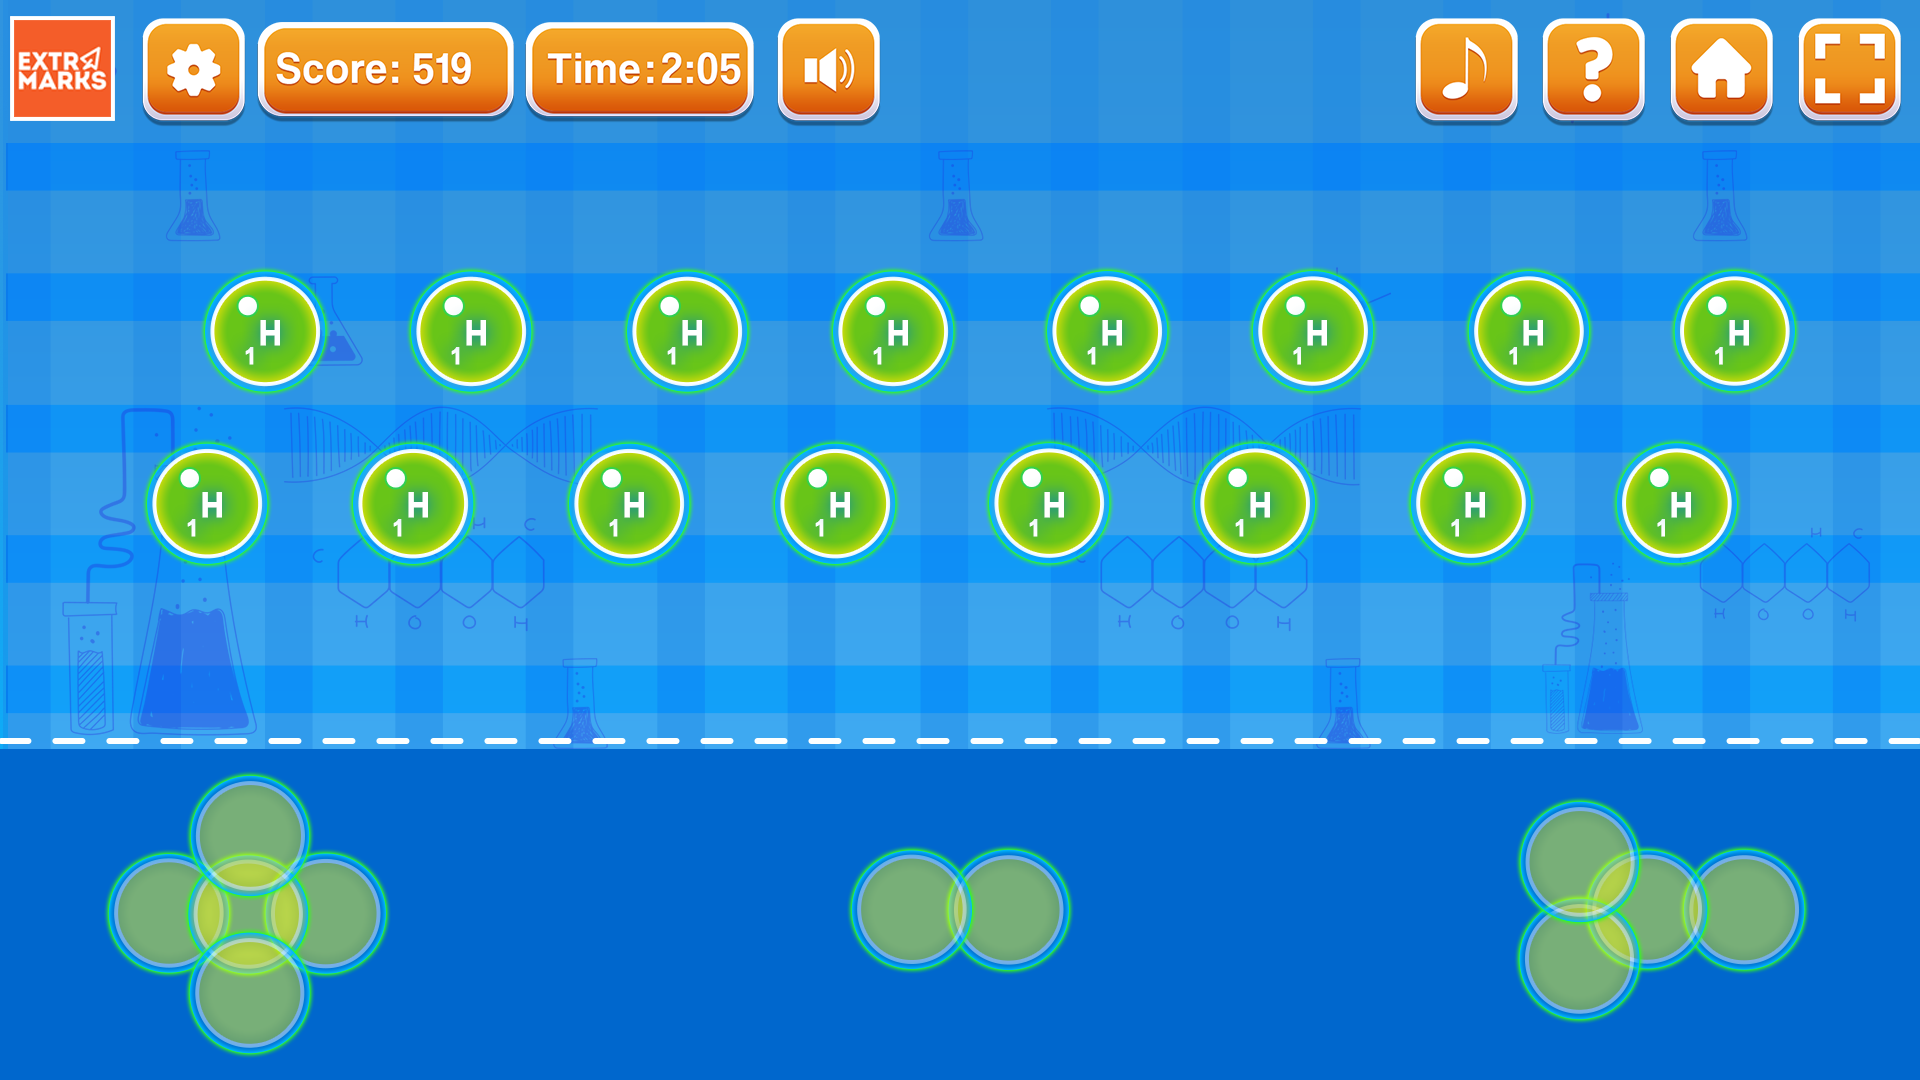 EXTRA
MARKS
Score: 519
Time:2:05
?
H H H H H H H H
1 1 1 1 1 1 1 1
H H H H H H H H
1 1 1 1 1 1 1 1
H C
C
H C
H O O H
H O O H
H O O H